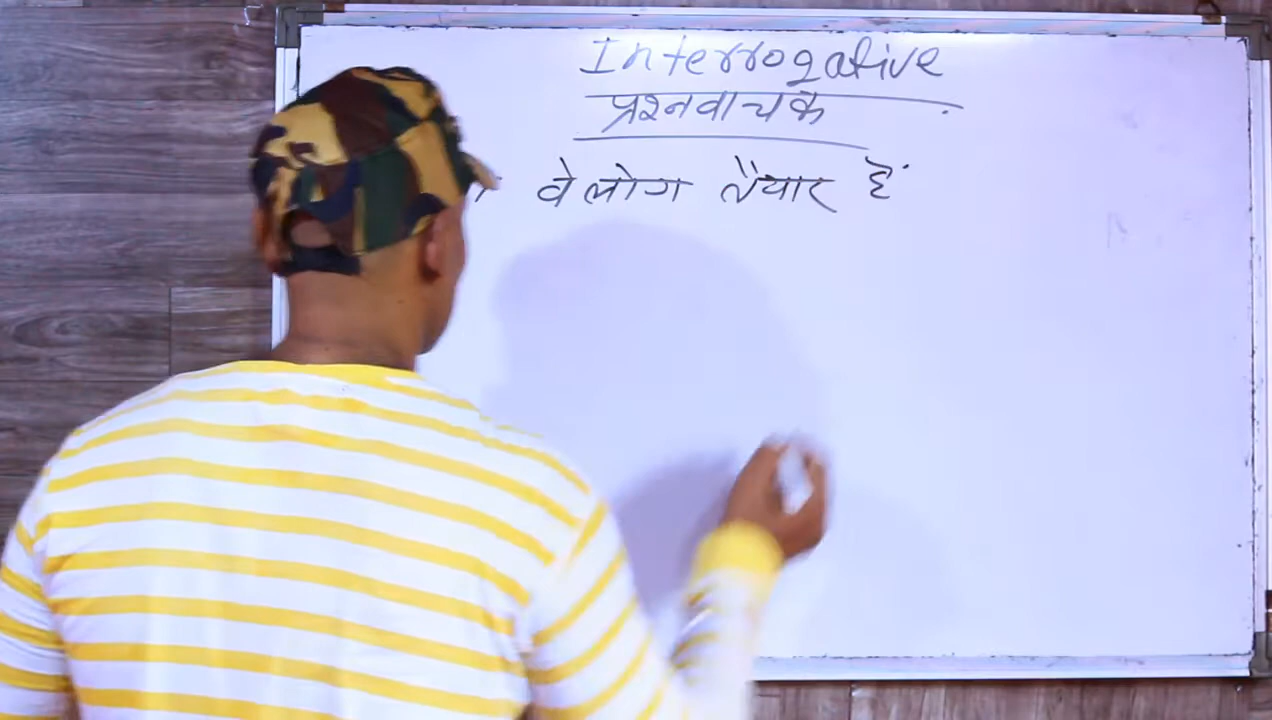 Interrogative
प्रश्नवाचक
वे लोग तैयार हैं